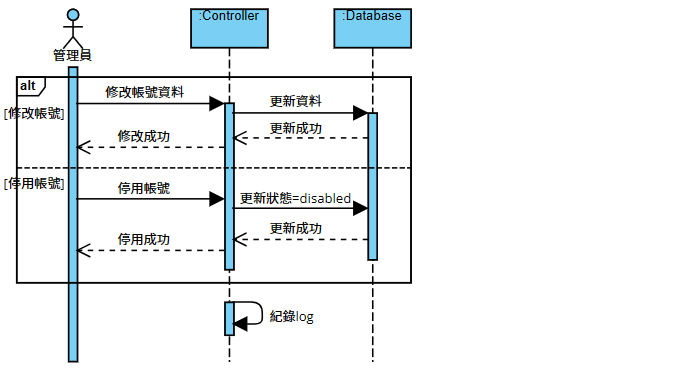 :Controller
:Database
管理員
alt
[修改帳號]
修改帳號資料
更新資料
更新成功
修改成功
[停用帳號]
停用帳號
更新狀態=disabled
更新成功
停用成功
紀錄log